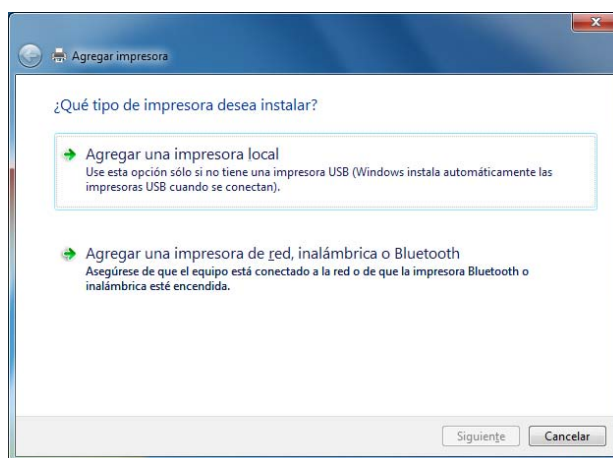 Agregar impresora
¿Qué tipo de impresora desea instalar?
Agregar una impresora local
Use esta opción sólo si no tiene una impresora USB (Windows instala automáticamente las
impresoras USB cuando se conectan).
Agregar una impresora de red, inalámbrica o Bluetooth
Asegúrese de que el equipo está conectado a la red o de que la impresora Bluetooth o
inalámbrica esté encendida.
Siguiente Cancelar